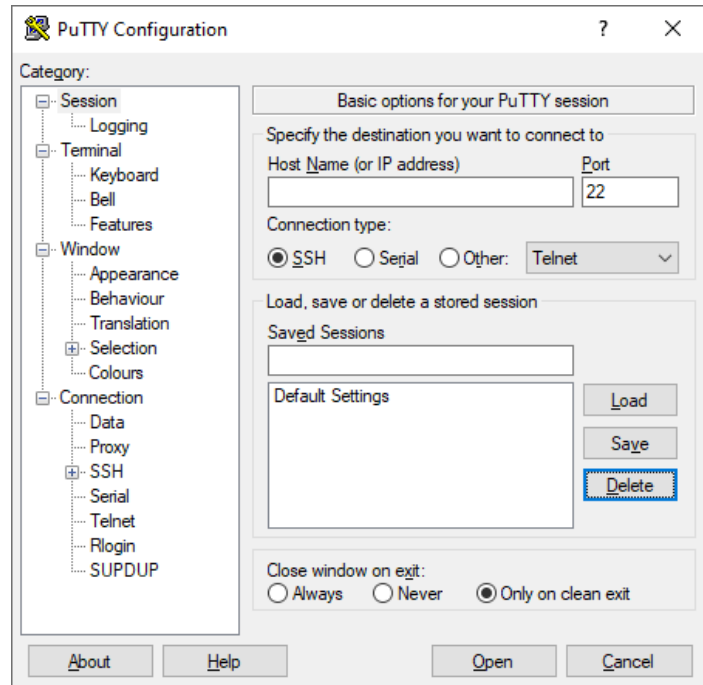 PuTTY Configuration
?
Category:
Session
Logging
Terminal
Keyboard
Bell
Features
Window
Appearance
Behaviour
Translation
Selection
Colours
Connection
Data
Proxy
SSH
Serial
Telnet
Rlogin
SUPDUP
Basic options for your PuTTY session
Specify the destination you want to connect to
Host Name (or IP address) Port
22
Connection type:
SSH Serial Other: Telnet
Load, save or delete a stored session
Saved Sessions
Default Settings
Load
Save
Delete
Close window on exit:
Always Never Only on clean exit
About Help Open Cancel